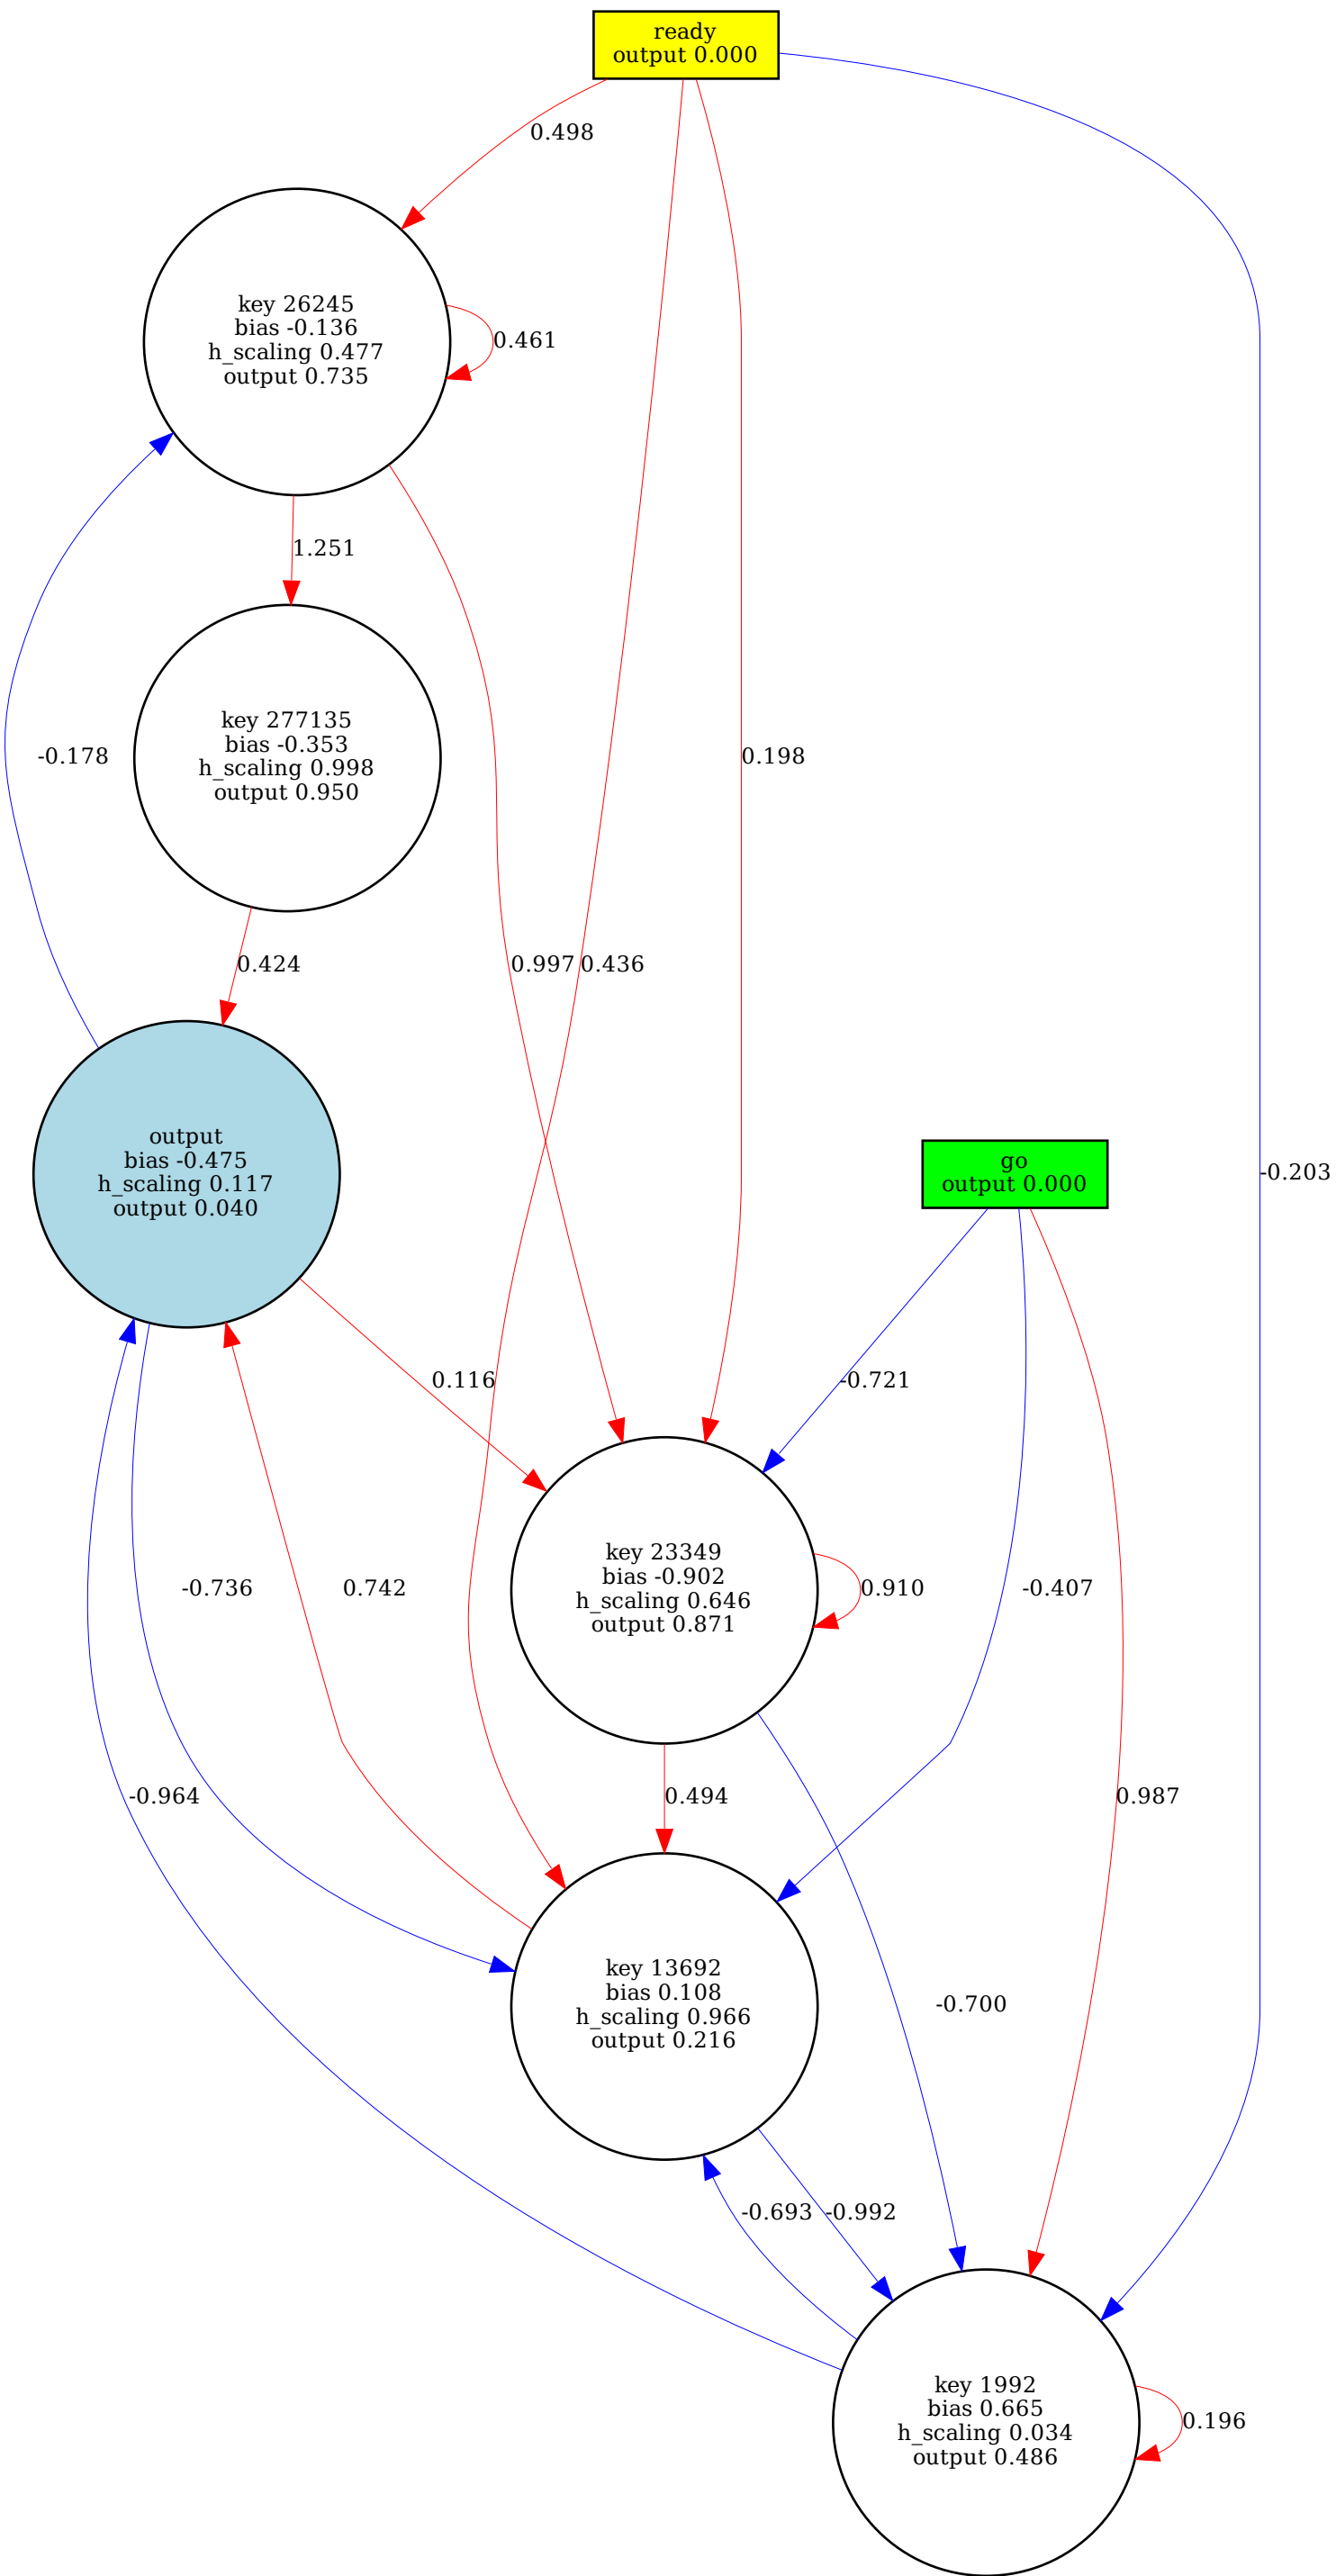 ready
output 0.000
0.498
key 26245
bias -0.136
h_scaling 0.477
output 0.735
0.461
1.251
key 277135
bias -0.353
h_scaling 0.998
output 0.950
-0.178
0.198
0.424
0.997
0.436
output
bias -0.475
h_scaling 0.117
output 0.040
go
output 0.000
-0.203
0.116
-0.721
key 23349
bias -0.902
h_scaling 0.646
output 0.871
-0.736
0.742
0.910
-0.407
-0.964
0.494
0.987
key 13692
bias 0.108
h_scaling 0.966
output 0.216
-0.700
-0.693
-0.992
key 1992
bias 0.665
h_scaling 0.034
output 0.486
0.196